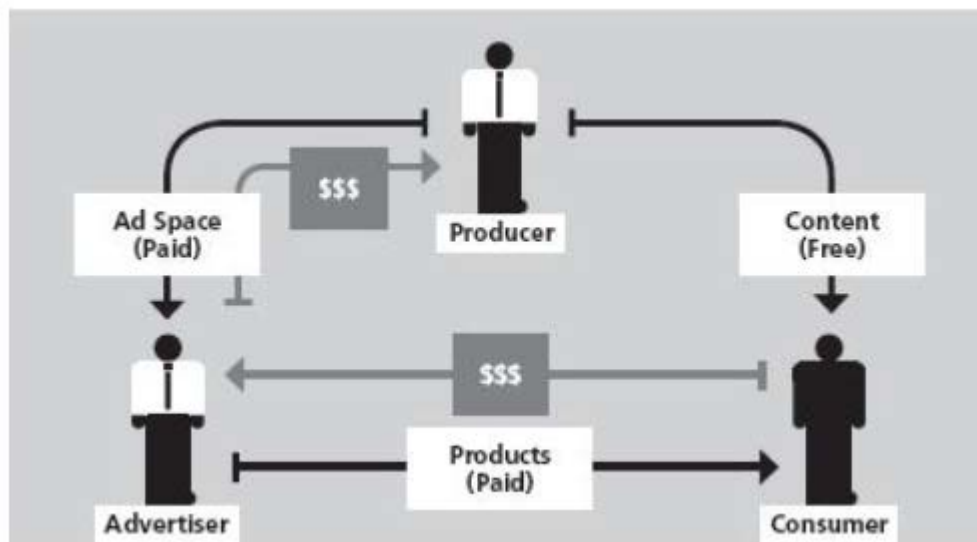 $$$
Ad Space
(Paid)
Producer
Content
(Free)
$$$
Products
(Paid)
Advertiser
Consumer